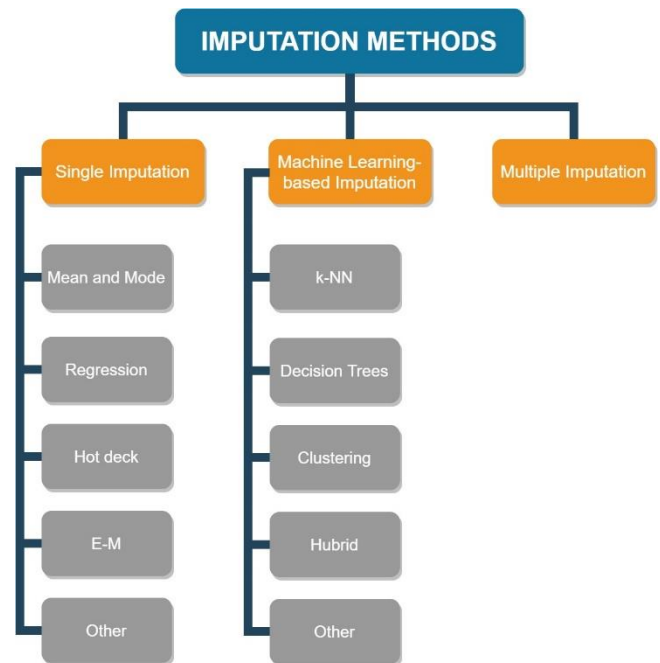 IMPUTATION METHODS
Single Imputation
Machine Learning-
based Imputation
Multiple Imputation
Mean and Mode
Regression
Hot deck
E-M
Other
k-NN
Decision Trees
Clustering
Hubrid
Other